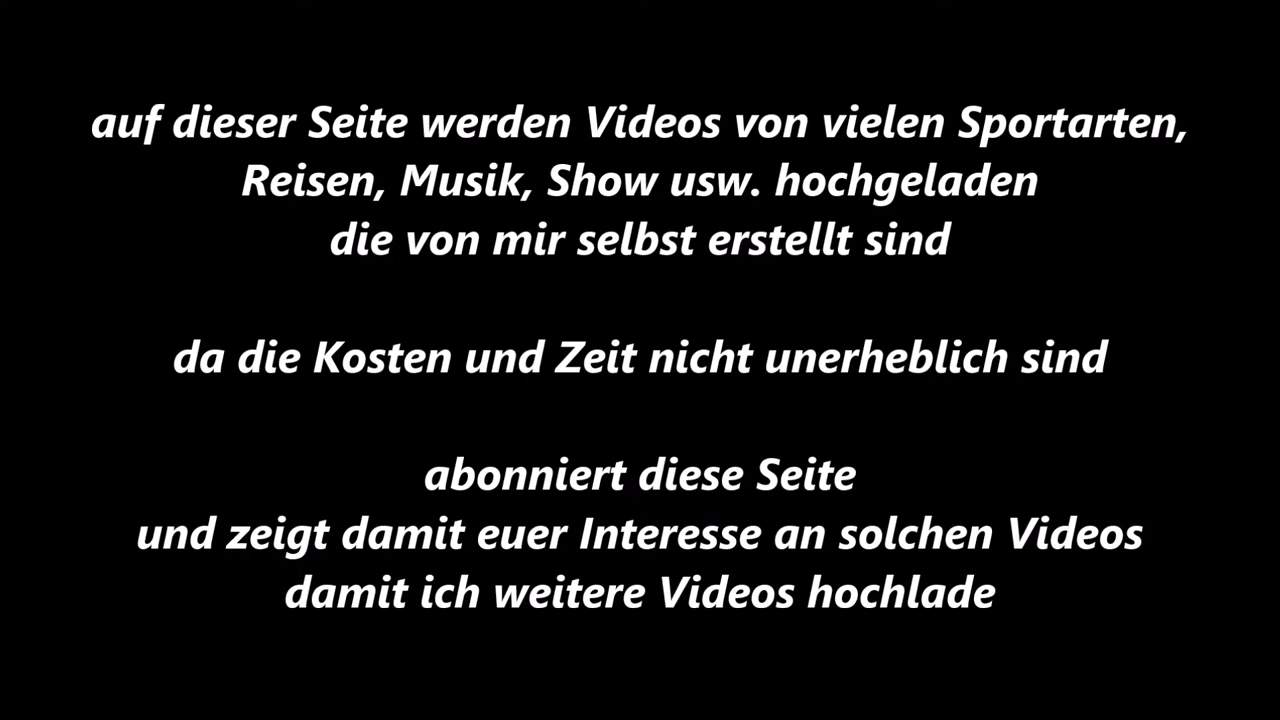 auf dieser Seite werden Videos von vielen Sportarten,
Reisen, Musik, Show usw. hochgeladen
die von mir selbst erstellt sind
da die Kosten und Zeit nicht unerheblich sind
abonniert diese Seite
und zeigt damit euer Interesse an solchen Videos
damit ich weitere Videos hochlade